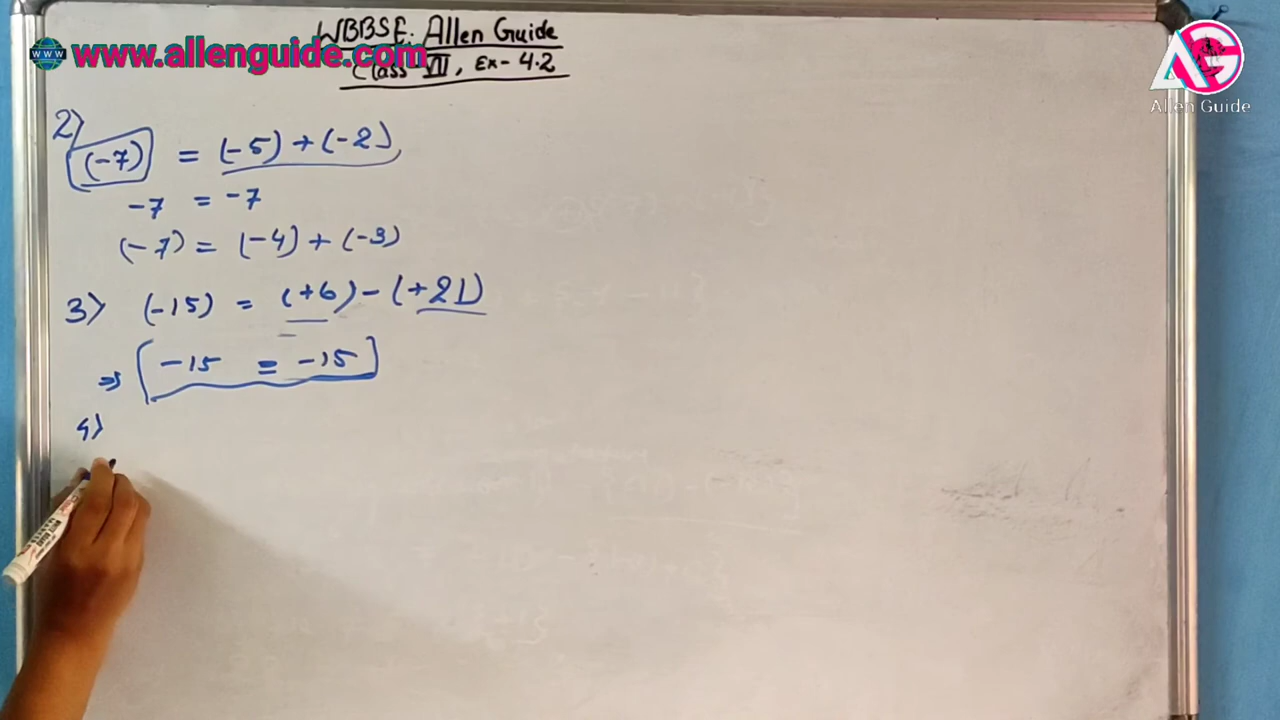 WBBSE: Allen Guide
www.allenguide.com
Class VII, Ex- 4.2
Allen Guide
2)
(-7) = (-5) + (-2)
-7 = -7
(-7) = (-4) + (-3)
3) (-15) = (+6) - (+21)
⇒ [-15 = -15]
4)